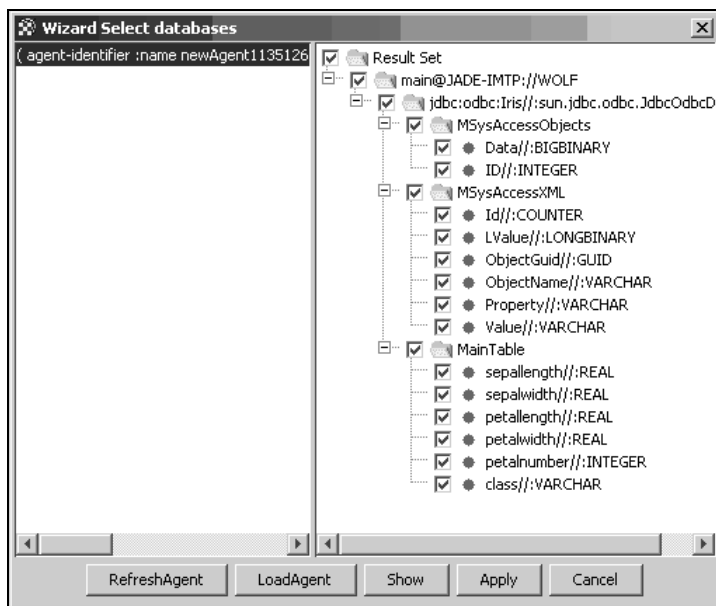 Wizard Select databases
( agent-identifier :name newAgent1135126
Result Set
main@JADE-IMTP://WOLF
jdbc:odbc:Iris//:sun.jdbc.odbc.JdbcOdbcD
MSysAccessObjects
Data//:BIGBINARY
ID//:INTEGER
MSysAccessXML
Id//:COUNTER
LValue//:LONGBINARY
ObjectGuid//:GUID
ObjectName//:VARCHAR
Property//:VARCHAR
Value//:VARCHAR
MainTable
sepallength//:REAL
sepalwidth//:REAL
petallength//:REAL
petalwidth//:REAL
petalnumber//:INTEGER
class//:VARCHAR
RefreshAgent LoadAgent Show Apply Cancel